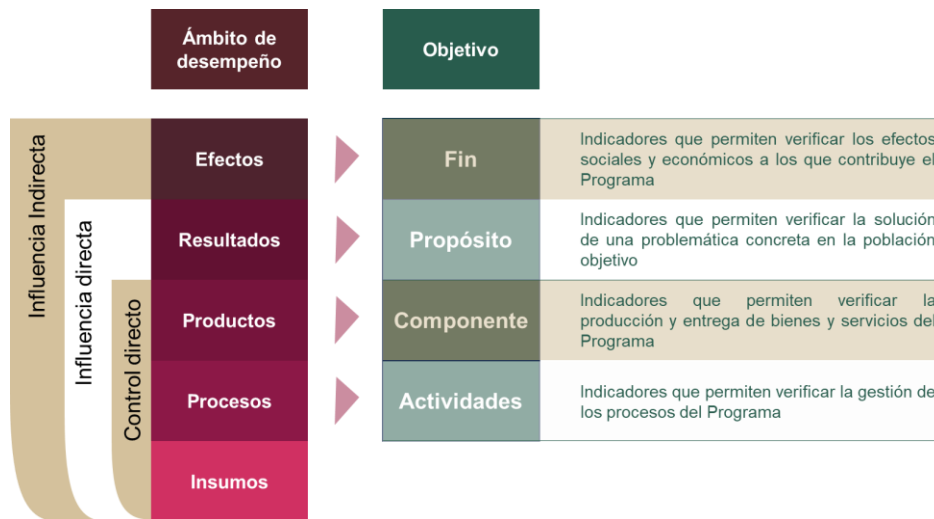 Ámbito de
desempeño
Objetivo
Influencia Indirecta
Influencia directa
Control directo
Efectos
Fin
Indicadores que permiten verificar los efectos
sociales y económicos a los que contribuye el
Programa
Resultados
Propósito
Indicadores que permiten verificar la solución
de una problemática concreta en la población
objetivo
Productos
Componente
Indicadores que permiten verificar la
producción y entrega de bienes y servicios del
Programa
Procesos
Actividades
Indicadores que permiten verificar la gestión de
los procesos del Programa
Insumos